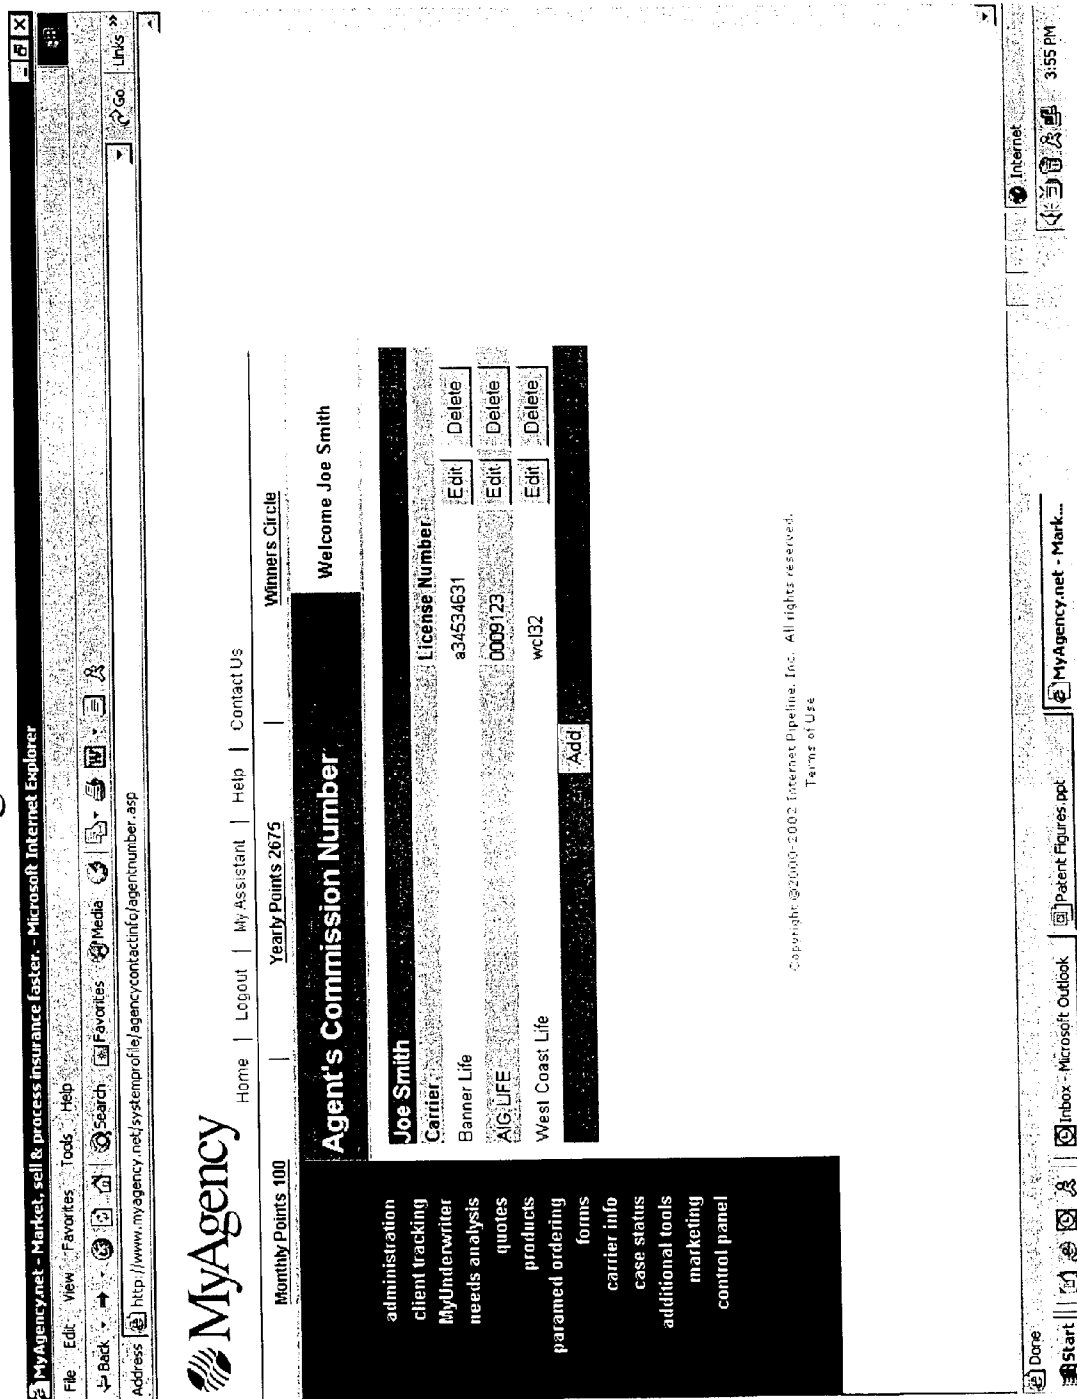 MyAgency.net - Market, sell & process insurance faster. - Microsoft Internet Explorer
File Edit View Favorites Tools Help
Back Search Favorites Media
Address http://www.myagency.net/systemprofile/agencycontactinfo/agentnumber.asp Go Links »
MyAgency
Home | Logout | My Assistant | Help | Contact Us
Monthly Points 100 | Yearly Points 2675 | Winners Circle
Agent's Commission Number Welcome Joe Smith
administration
client tracking
MyUnderwriter
needs analysis
quotes
products
paramed ordering
forms
carrier info
case status
additional tools
marketing
control panel
Joe Smith
Carrier License Number
Banner Life a34534631 Edit Delete
AIG LIFE 0009123 Edit Delete
West Coast Life wcl32 Edit Delete
Add
Copyright ©2000-2002 Internet Pipeline, Inc. All rights reserved.
Terms of Use
Done Internet
Start Inbox - Microsoft Outlook Patent Figures.ppt MyAgency.net - Mark... 3:55 PM